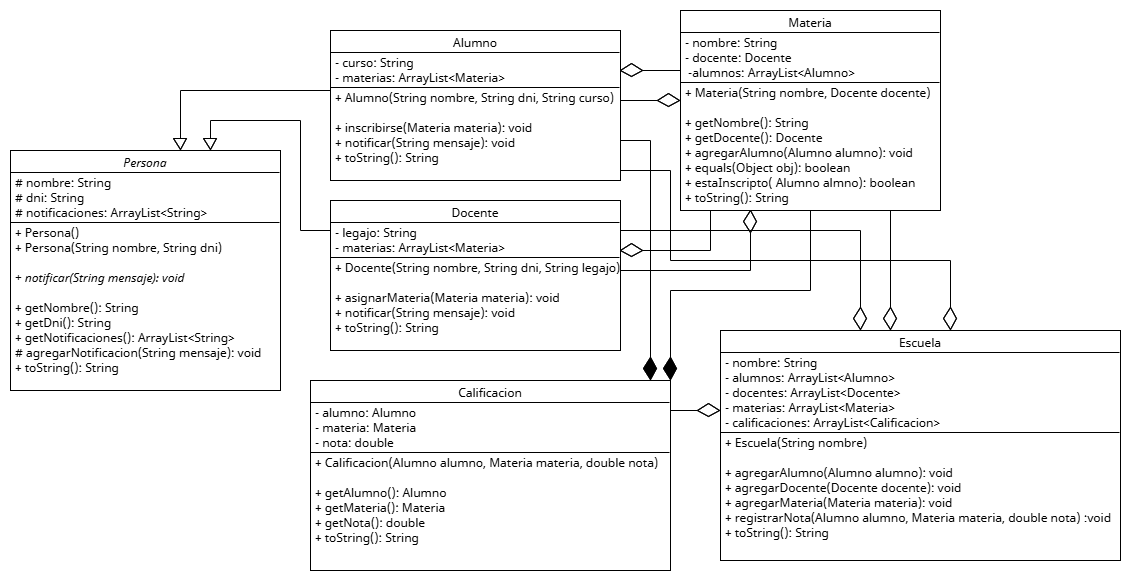 Alumno
- curso: String
- materias: ArrayList<Materia>
+ Alumno(String nombre, String dni, String curso)
+ inscribirse(Materia materia): void
+ notificar(String mensaje): void
+ toString(): String
Materia
- nombre: String
- docente: Docente
-alumnos: ArrayList<Alumno>
+ Materia(String nombre, Docente docente)
+ getNombre(): String
+ getDocente(): Docente
+ agregarAlumno(Alumno alumno): void
+ equals(Object obj): boolean
+ estaInscripto( Alumno almno): boolean
+ toString(): String
Persona
# nombre: String
# dni: String
# notificaciones: ArrayList<String>
+ Persona()
+ Persona(String nombre, String dni)
+ notificar(String mensaje): void
+ getNombre(): String
+ getDni(): String
+ getNotificaciones(): ArrayList<String>
# agregarNotificacion(String mensaje): void
+ toString(): String
Docente
- legajo: String
- materias: ArrayList<Materia>
+ Docente(String nombre, String dni, String legajo)
+ asignarMateria(Materia materia): void
+ notificar(String mensaje): void
+ toString(): String
Calificacion
- alumno: Alumno
- materia: Materia
- nota: double
+ Calificacion(Alumno alumno, Materia materia, double nota)
+ getAlumno(): Alumno
+ getMateria(): Materia
+ getNota(): double
+ toString(): String
Escuela
- nombre: String
- alumnos: ArrayList<Alumno>
- docentes: ArrayList<Docente>
- materias: ArrayList<Materia>
- calificaciones: ArrayList<Calificacion>
+ Escuela(String nombre)
+ agregarAlumno(Alumno alumno): void
+ agregarDocente(Docente docente): void
+ agregarMateria(Materia materia): void
+ registrarNota(Alumno alumno, Materia materia, double nota) :void
+ toString(): String